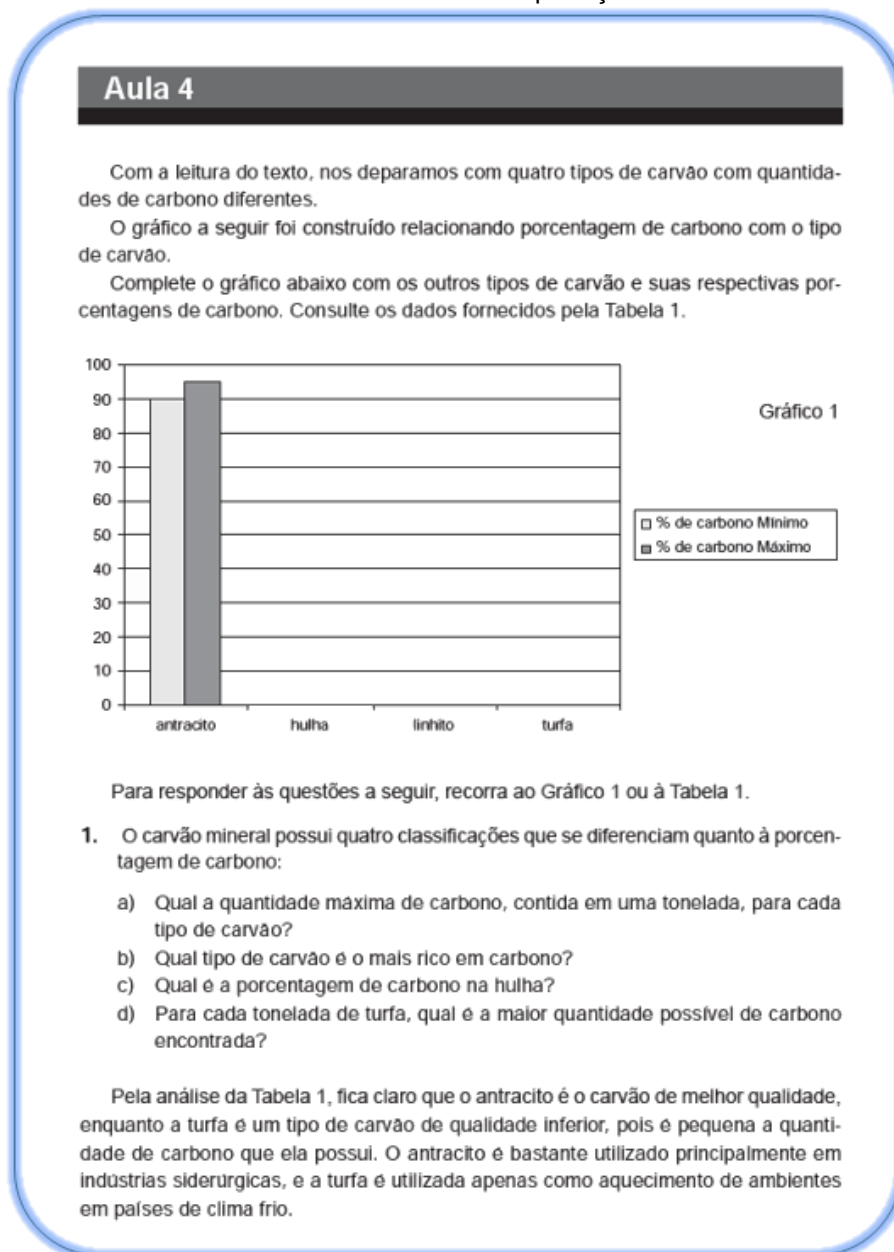 Aula 4
Com a leitura do texto, nos deparamos com quatro tipos de carvão com quantida-
des de carbono diferentes.
O gráfico a seguir foi construído relacionando porcentagem de carbono com o tipo
de carvão.
Complete o gráfico abaixo com os outros tipos de carvão e suas respectivas por-
centagens de carbono. Consulte os dados fornecidos pela Tabela 1.
100
90
80
70
60
50
40
30
20
10
0
antracito hulha linhito turfa
Gráfico 1
% de carbono Mínimo
% de carbono Máximo
Para responder às questões a seguir, recorra ao Gráfico 1 ou à Tabela 1.
1. O carvão mineral possui quatro classificações que se diferenciam quanto à porcen-
tagem de carbono:
a) Qual a quantidade máxima de carbono, contida em uma tonelada, para cada
tipo de carvão?
b) Qual tipo de carvão é o mais rico em carbono?
c) Qual é a porcentagem de carbono na hulha?
d) Para cada tonelada de turfa, qual é a maior quantidade possível de carbono
encontrada?
Pela análise da Tabela 1, fica claro que o antracito é o carvão de melhor qualidade,
enquanto a turfa é um tipo de carvão de qualidade inferior, pois é pequena a quanti-
dade de carbono que ela possui. O antracito é bastante utilizado principalmente em
indústrias siderúrgicas, e a turfa é utilizada apenas como aquecimento de ambientes
em países de clima frio.